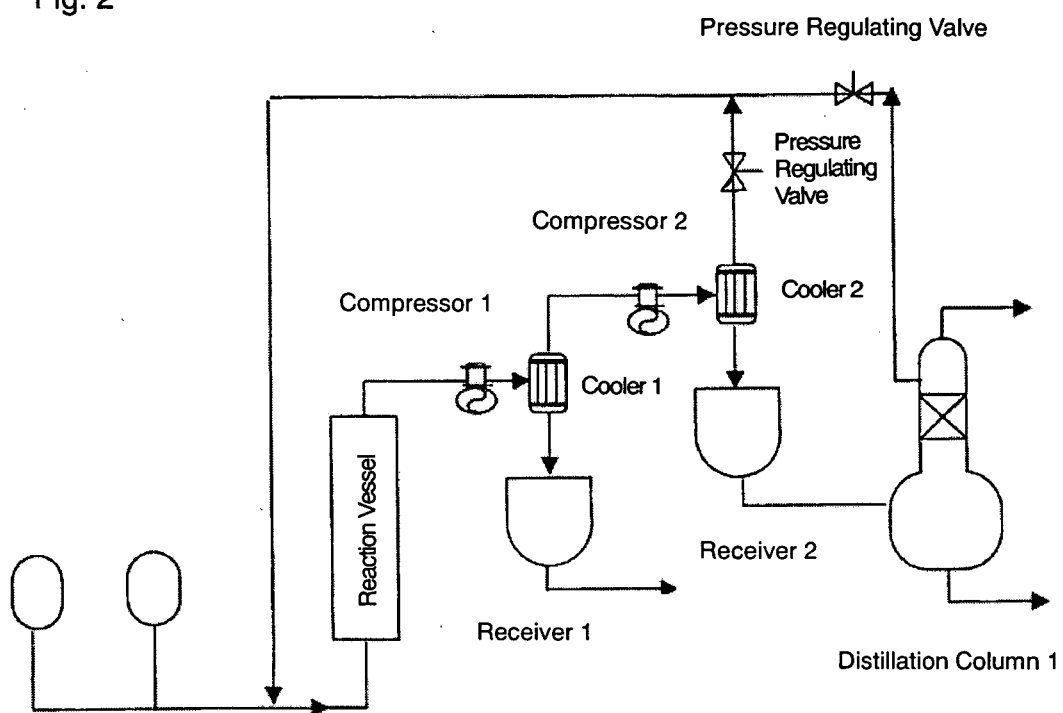 Fig. 2
Pressure Regulating Valve
Pressure
Regulating
Valve
Compressor 2
Cooler 2
Compressor 1
Cooler 1
Reaction Vessel
Receiver 2
Receiver 1
Distillation Column 1